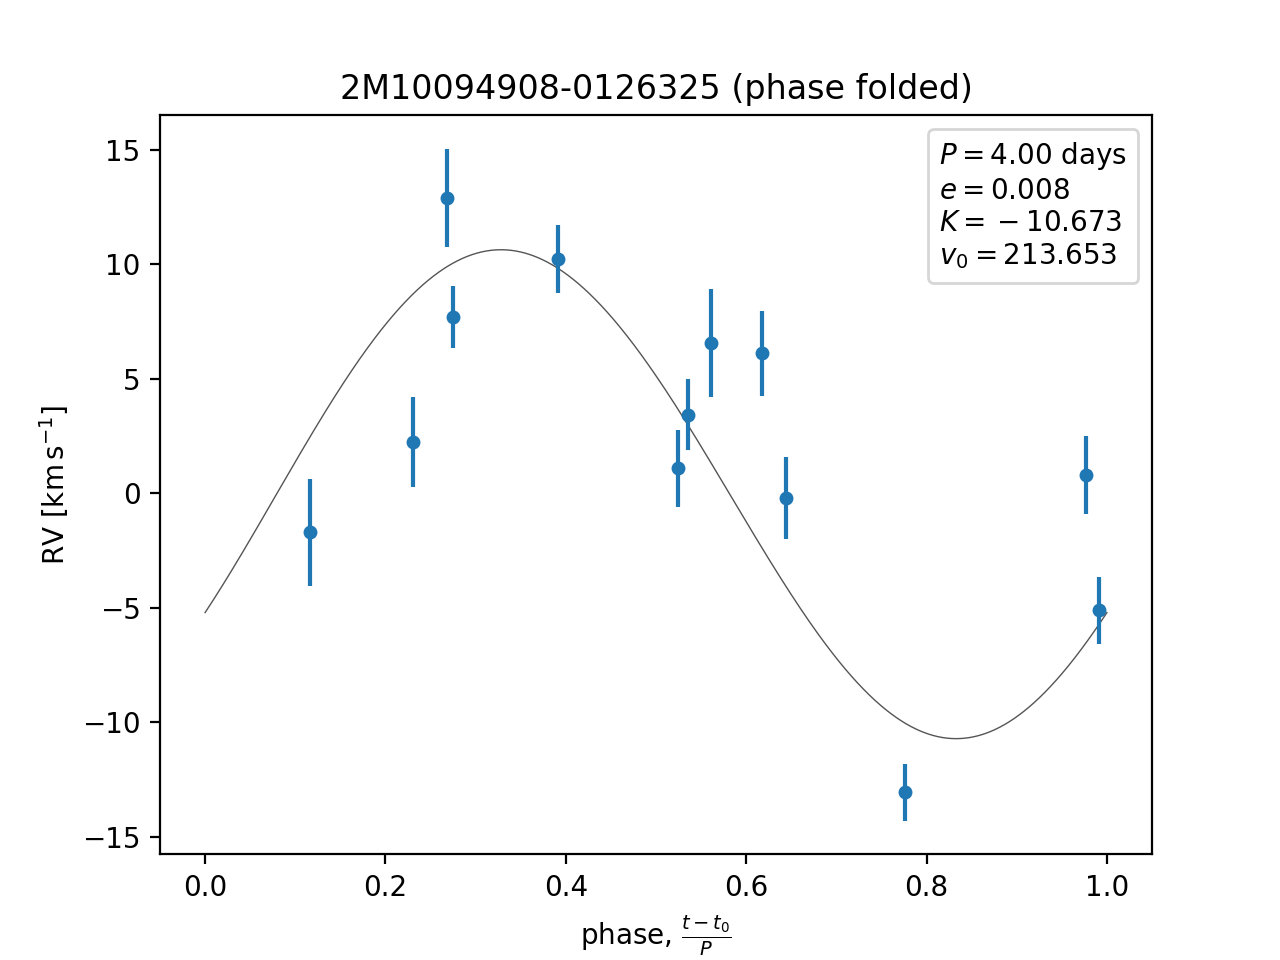 2M10094908-0126325 (phase folded)
P = 4.00 days
e = 0.008
K = −10.673
v₀ = 213.653
RV [km s⁻¹]
15
10
5
0
−5
−10
−15
0.0 0.2 0.4 0.6 0.8 1.0
phase, (t − t₀)/P